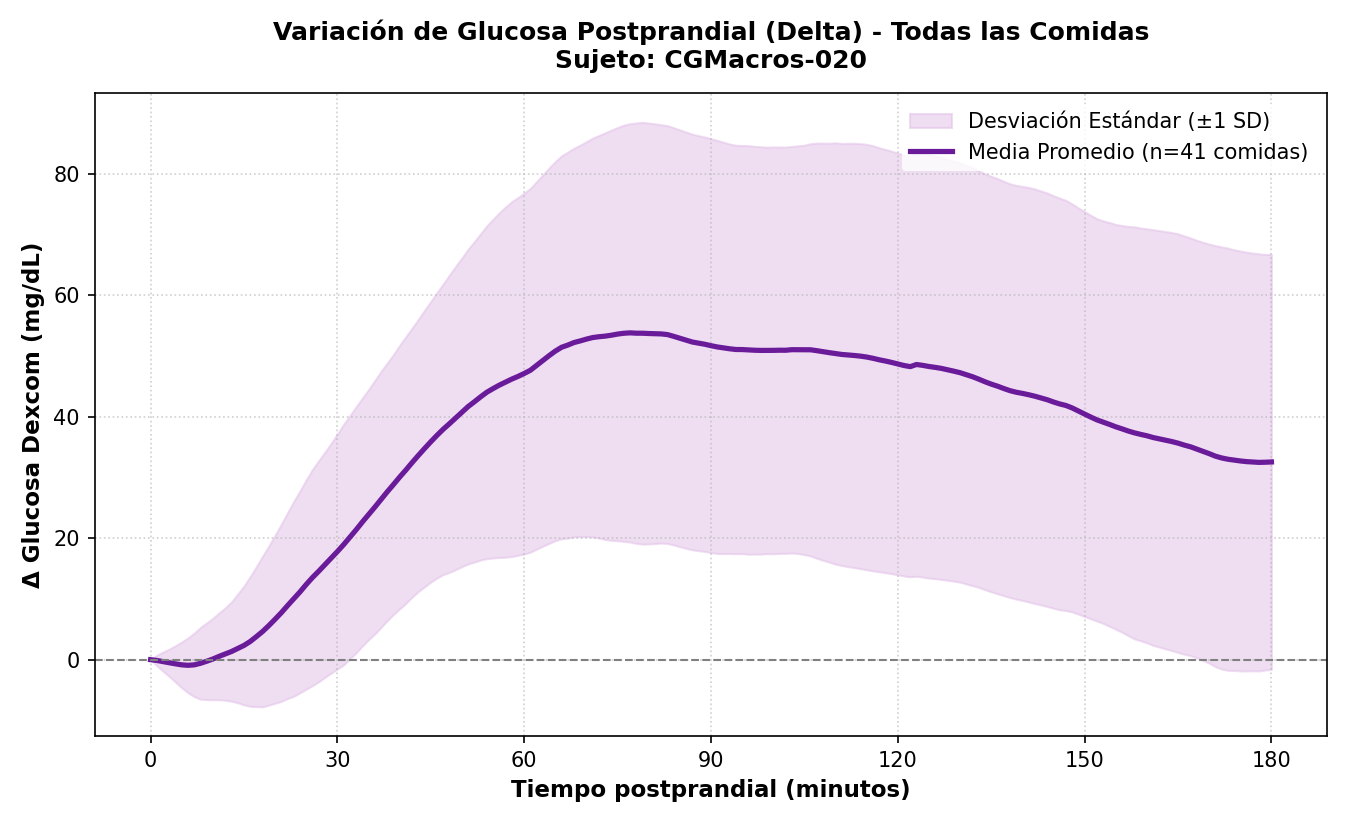 Variación de Glucosa Postprandial (Delta) - Todas las Comidas
Sujeto: CGMacros-020
Desviación Estándar (±1 SD)
Media Promedio (n=41 comidas)
Δ Glucosa Dexcom (mg/dL)
80
60
40
20
0
0 30 60 90 120 150 180
Tiempo postprandial (minutos)